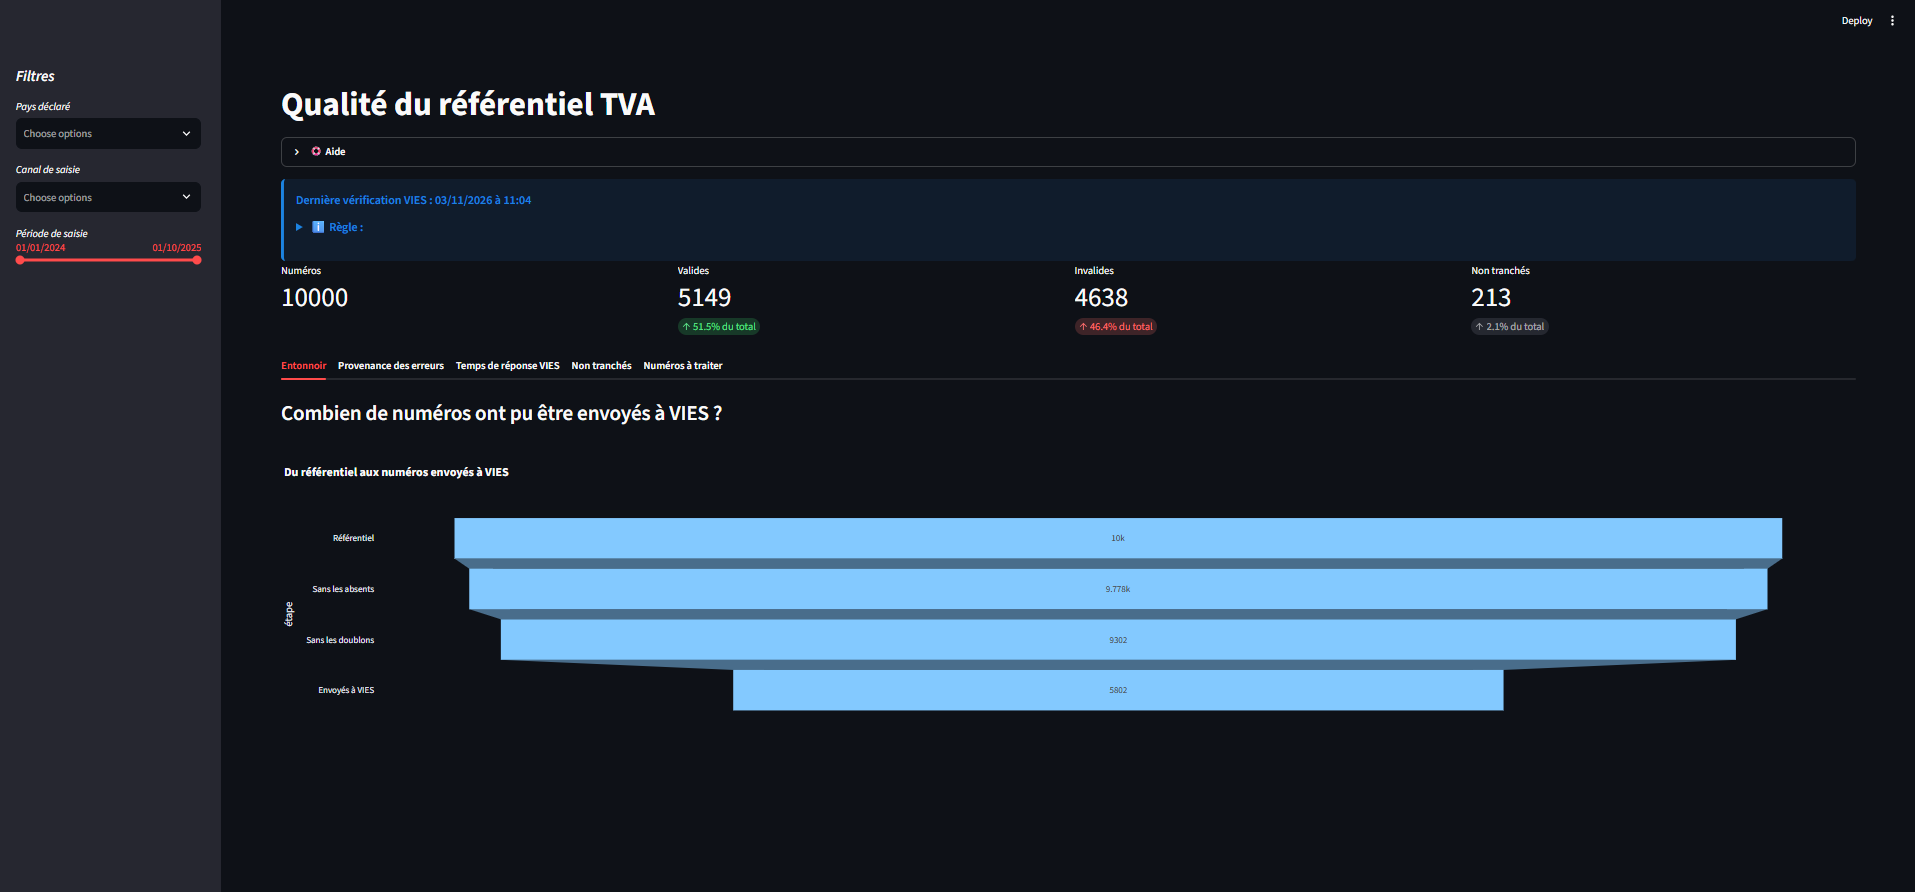 Deploy
Filtres
Pays déclaré
Choose options
Canal de saisie
Choose options
Période de saisie
01/01/2024 01/10/2025
Qualité du référentiel TVA
Aide
Dernière vérification VIES : 03/11/2026 à 11:04
Règle :
Numéros Valides Invalides Non tranchés
10000 5149 4638 213
↑ 51.5% du total ↑ 46.4% du total ↑ 2.1% du total
Entonnoir Provenance des erreurs Temps de réponse VIES Non tranchés Numéros à traiter
Combien de numéros ont pu être envoyés à VIES ?
Du référentiel aux numéros envoyés à VIES
étape
Référentiel 10k
Sans les absents 9.778k
Sans les doublons 9302
Envoyés à VIES 5802